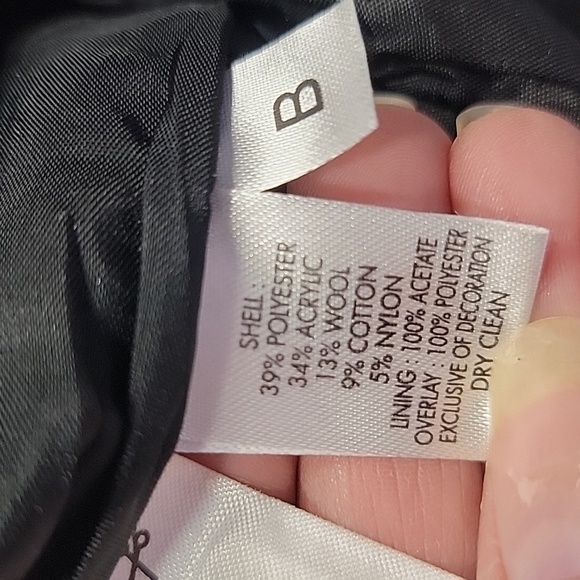 B
SHELL :
39% POLYESTER
34% ACRYLIC
13% WOOL
9% COTTON
5% NYLON
LINING : 100% ACETATE
OVERLAY : 100% POLYESTER
EXCLUSIVE OF DECORATION
DRY CLEAN